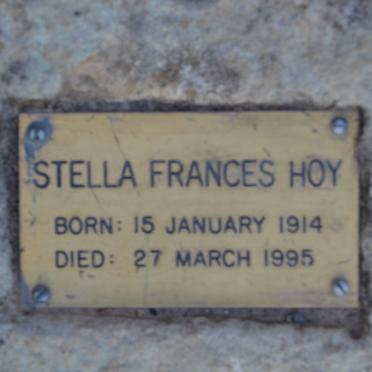 STELLA FRANCES HOY
BORN: 15 JANUARY 1914
DIED: 27 MARCH 1995